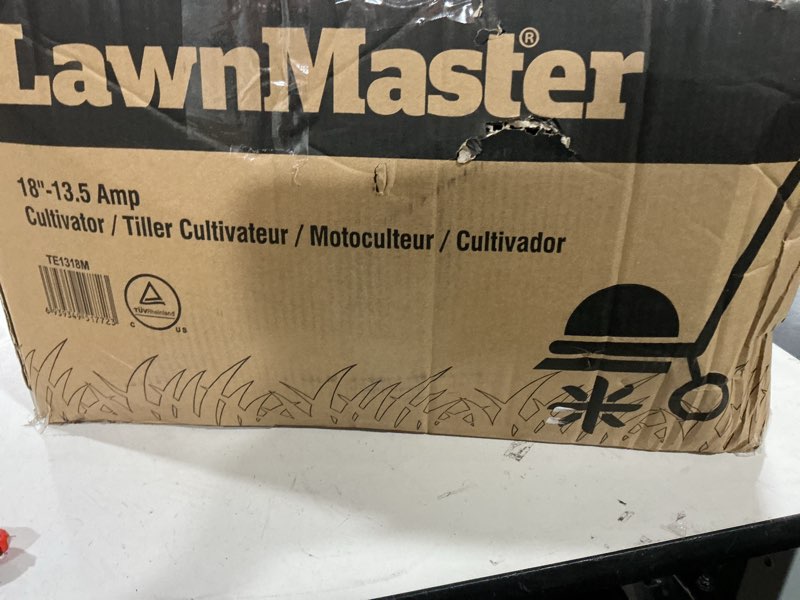 LawnMaster®
18"-13.5 Amp
Cultivator / Tiller Cultivateur / Motoculteur / Cultivador
TE1318M
TÜVRheinland
C US